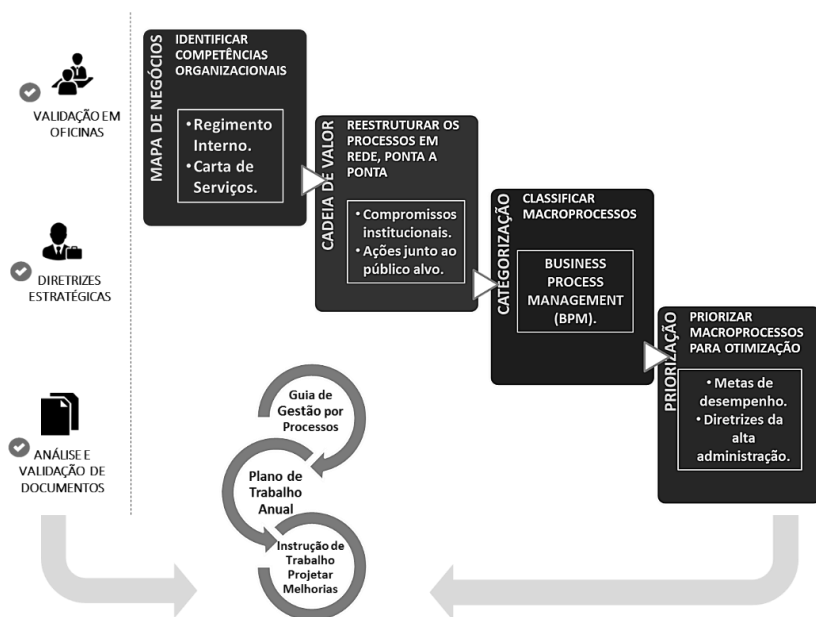 VALIDAÇÃO EM
OFICINAS
DIRETRIZES
ESTRATÉGICAS
ANÁLISE E
VALIDAÇÃO DE
DOCUMENTOS
MAPA DE NEGÓCIOS
IDENTIFICAR
COMPETÊNCIAS
ORGANIZACIONAIS
• Regimento
Interno.
• Carta de
Serviços.
CADEIA DE VALOR
REESTRUTURAR OS
PROCESSOS EM
REDE, PONTA A
PONTA
• Compromissos
institucionais.
• Ações junto ao
público alvo.
CATEGORIZAÇÃO
CLASSIFICAR
MACROPROCESSOS
BUSINESS
PROCESS
MANAGEMENT
(BPM).
PRIORIZAÇÃO
PRIORIZAR
MACROPROCESSOS
PARA OTIMIZAÇÃO
• Metas de
desempenho.
• Diretrizes da
alta
administração.
Guia de
Gestão por
Processos
Plano de
Trabalho
Anual
Instrução de
Trabalho
Projetar
Melhorias